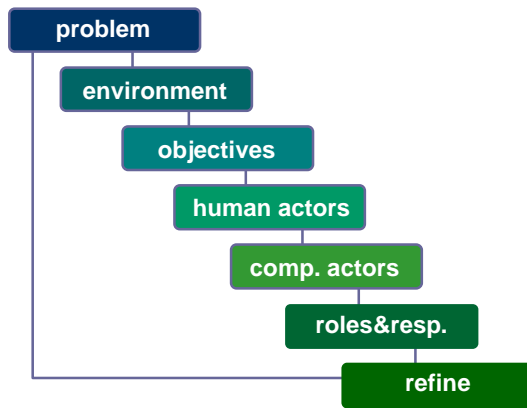 problem
environment
objectives
human actors
comp. actors
roles&resp.
refine